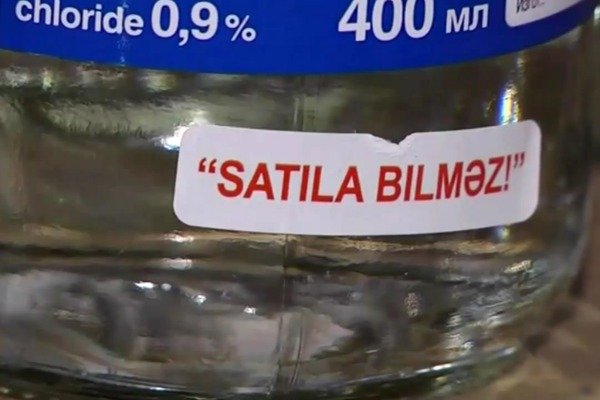 chloride 0,9 %
400 мл
“SATILA BILMƏZ!”